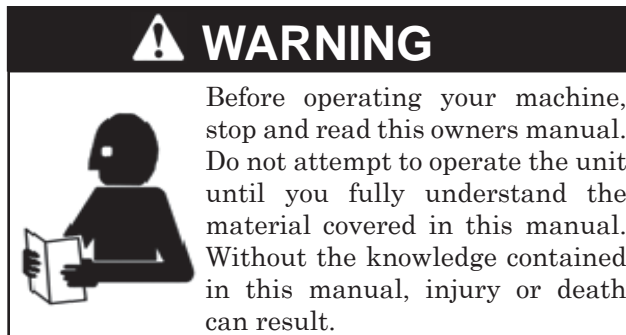 WARNING
Before operating your machine,
stop and read this owners manual.
Do not attempt to operate the unit
until you fully understand the
material covered in this manual.
Without the knowledge contained
in this manual, injury or death
can result.